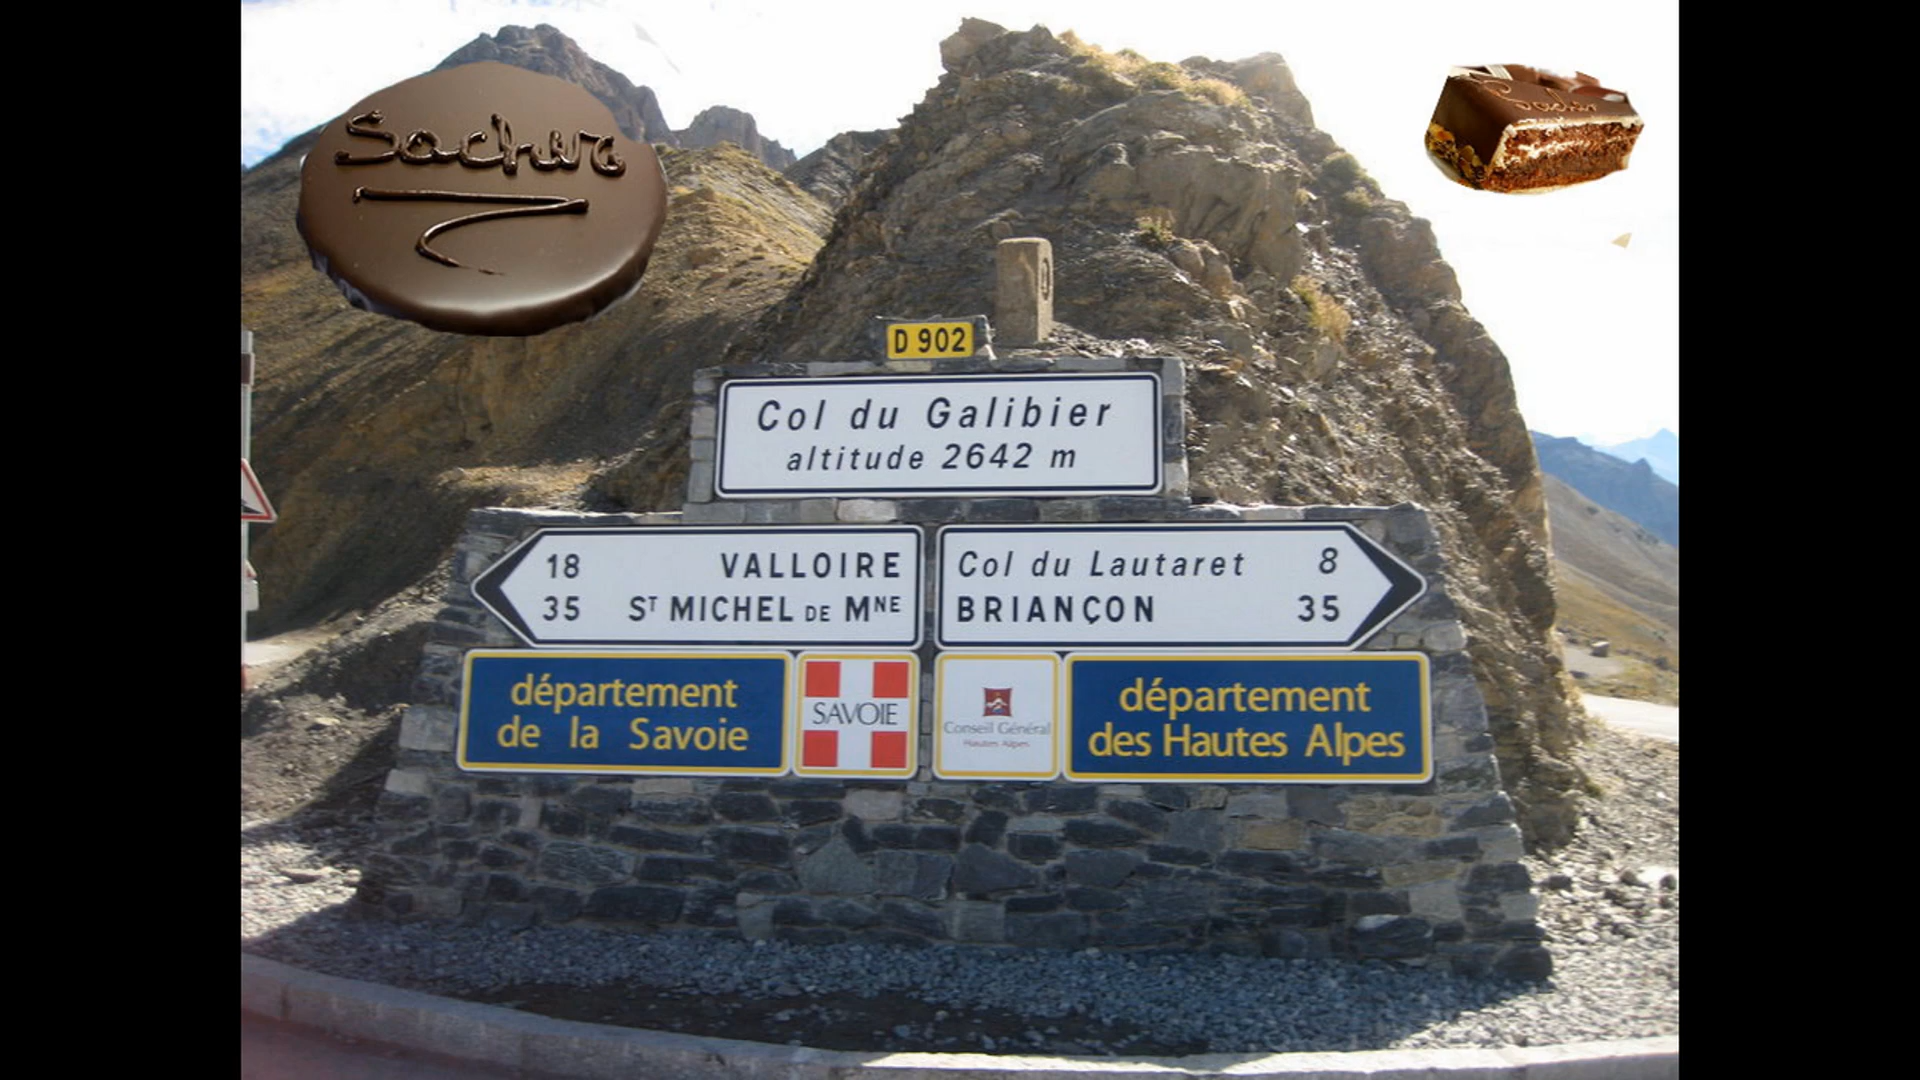 Sacher
Sacher
D 902
Col du Galibier
altitude 2642 m
18 VALLOIRE
35 ST MICHEL DE MNE
Col du Lautaret 8
BRIANÇON 35
département
de la Savoie
SAVOIE
Conseil Général
Hautes Alpes
département
des Hautes Alpes